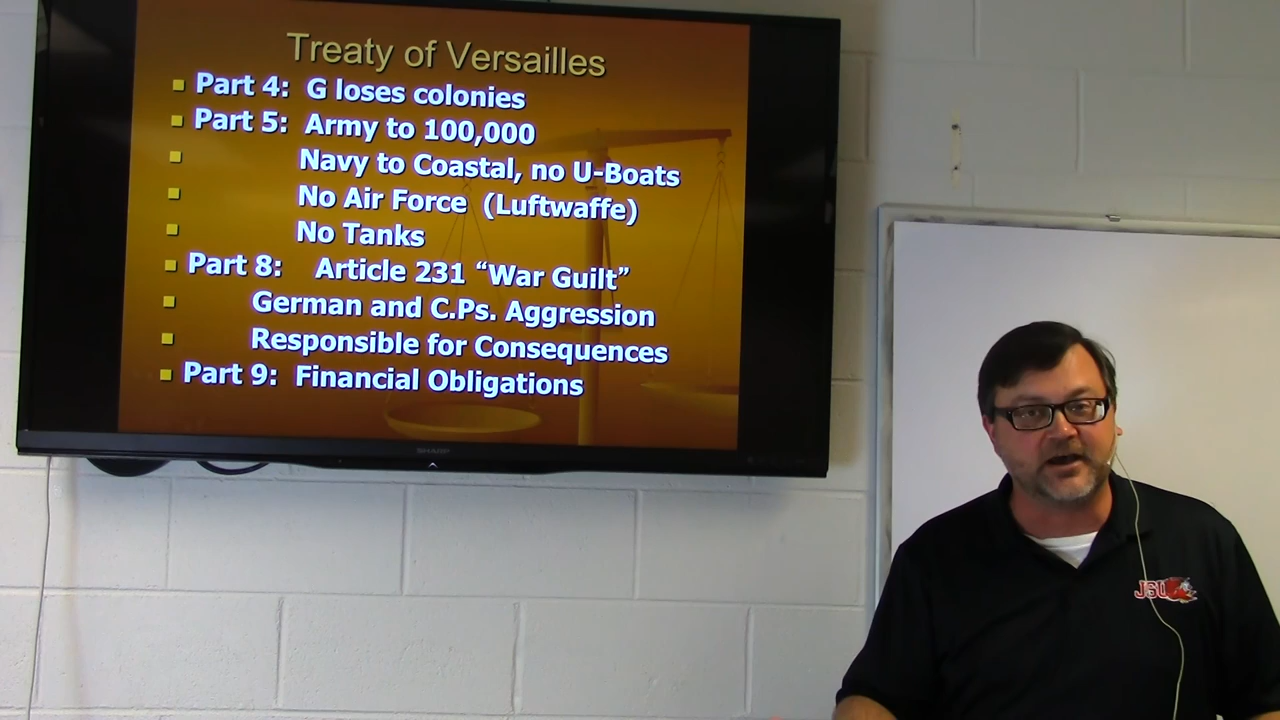 Treaty of Versailles
Part 4: G loses colonies
Part 5: Army to 100,000
Navy to Coastal, no U-Boats
No Air Force (Luftwaffe)
No Tanks
Part 8: Article 231 “War Guilt”
German and C.Ps. Aggression
Responsible for Consequences
Part 9: Financial Obligations
SHARP
JSU